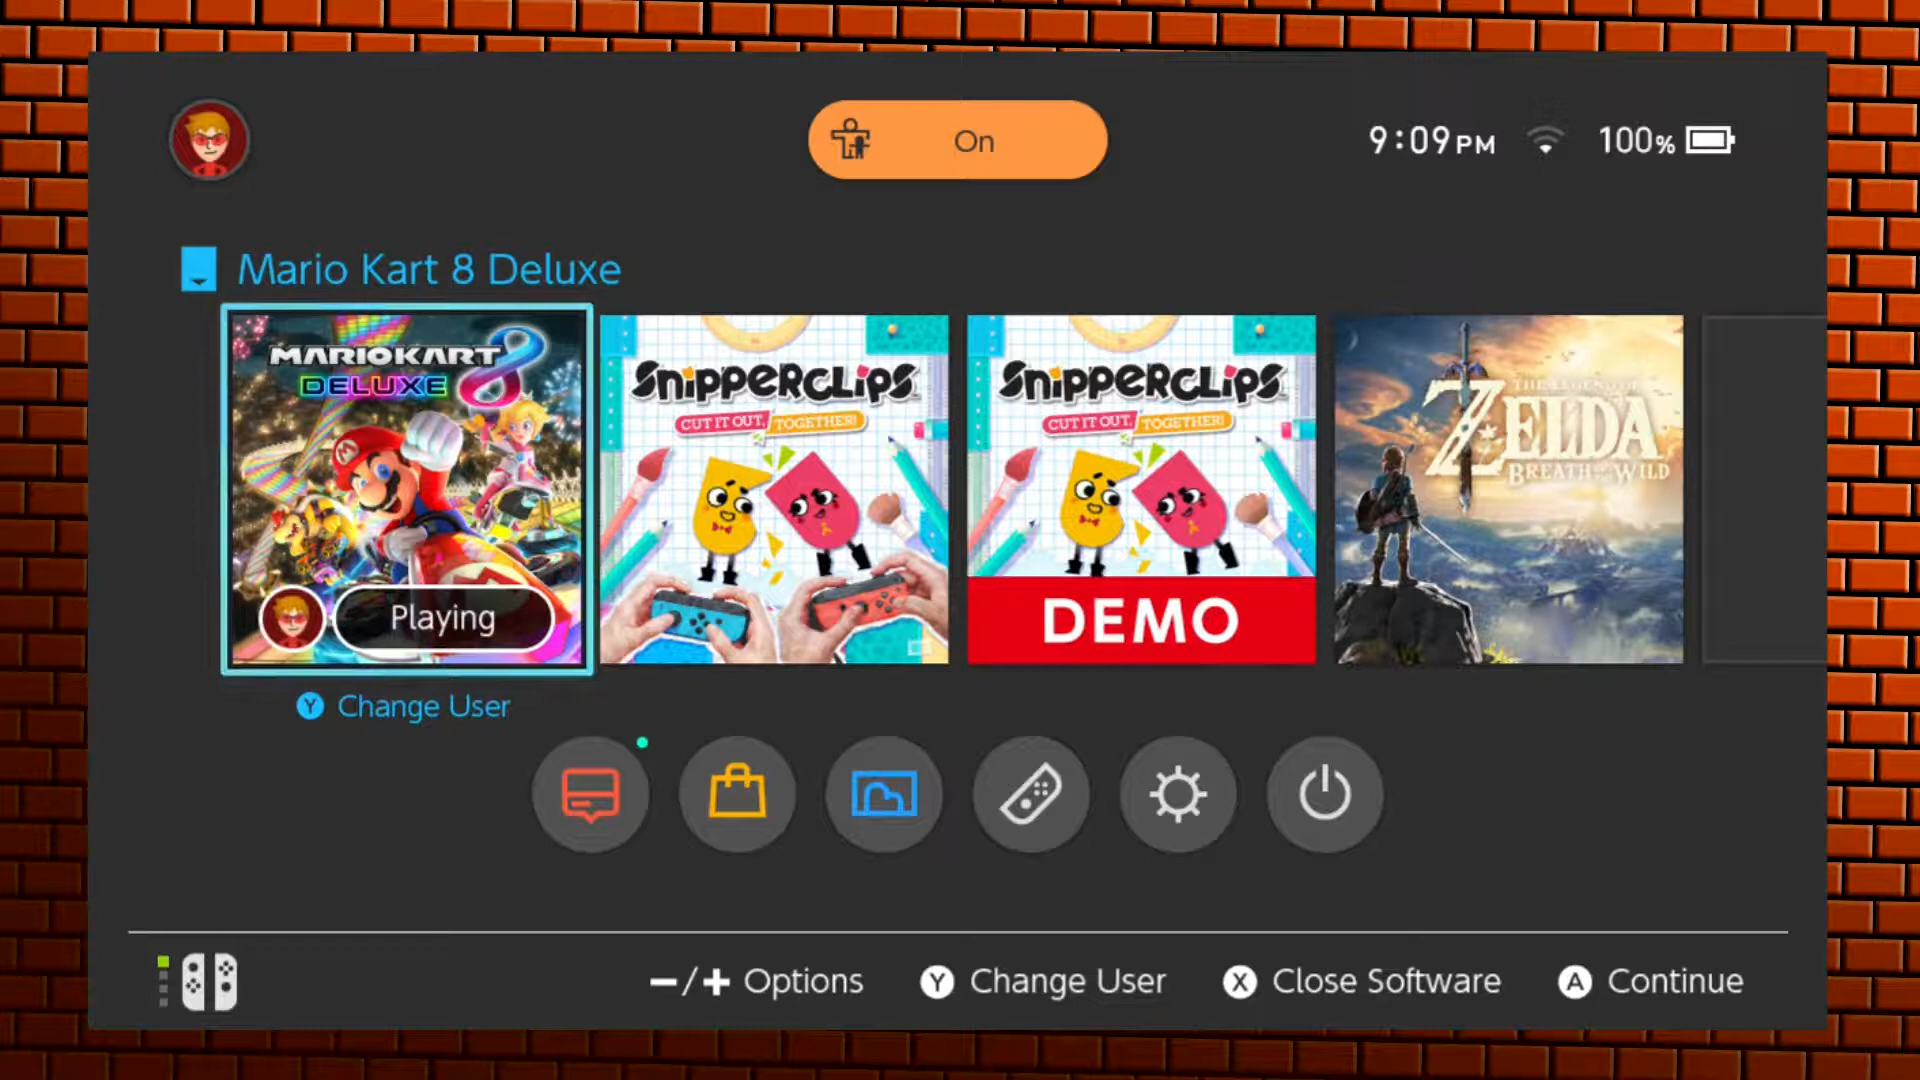 On
9:09 PM
100%
Mario Kart 8 Deluxe
MARIOKART 8
DELUXE
Playing
SNIPPERCLIPS
CUT IT OUT, TOGETHER!
SNIPPERCLIPS
CUT IT OUT, TOGETHER!
DEMO
THE LEGEND OF
ZELDA
BREATH OF THE WILD
Y Change User
−/+ Options
Y Change User
X Close Software
A Continue